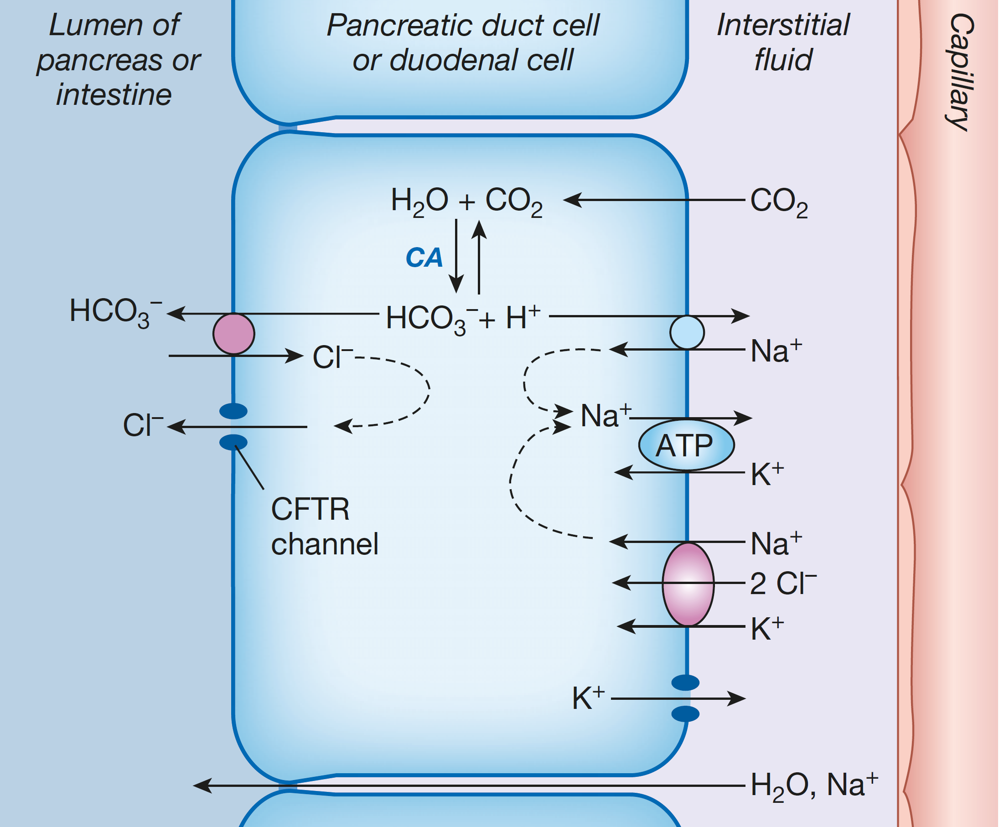 Lumen of
pancreas or
intestine
Pancreatic duct cell
or duodenal cell
Interstitial
fluid
Capillary
H₂O + CO₂
CO₂
CA
HCO₃⁻
HCO₃⁻+ H⁺
Cl⁻
Na⁺
Cl⁻
Na⁺
ATP
K⁺
CFTR
channel
Na⁺
2 Cl⁻
K⁺
K⁺
H₂O, Na⁺